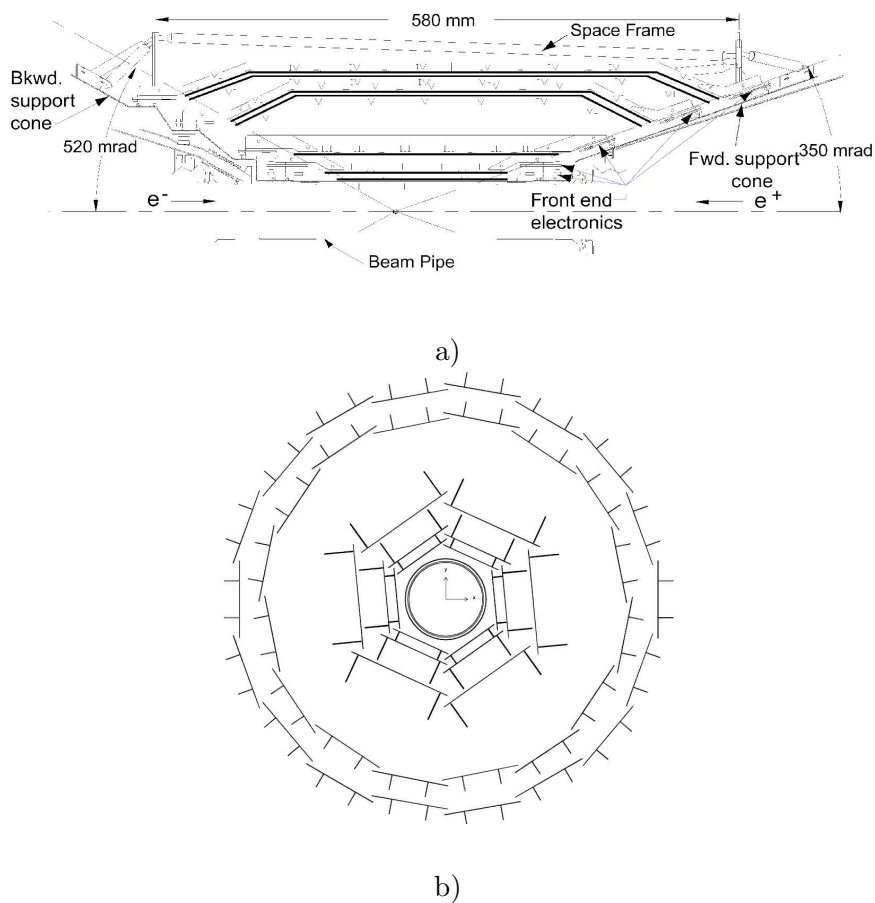 580 mm
Space Frame
Bkwd.
support
cone
520 mrad
350 mrad
Fwd. support
cone
e-
e+
Front end
electronics
Beam Pipe
a)
y
x
b)